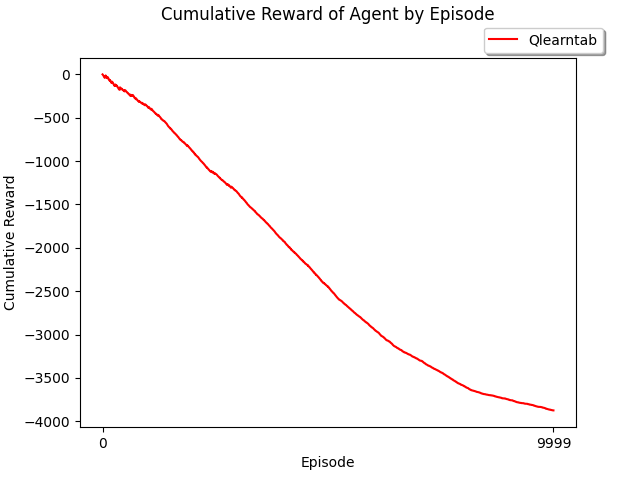 Cumulative Reward of Agent by Episode
Qlearntab
0
−500
−1000
−1500
−2000
−2500
−3000
−3500
−4000
Cumulative Reward
0
9999
Episode